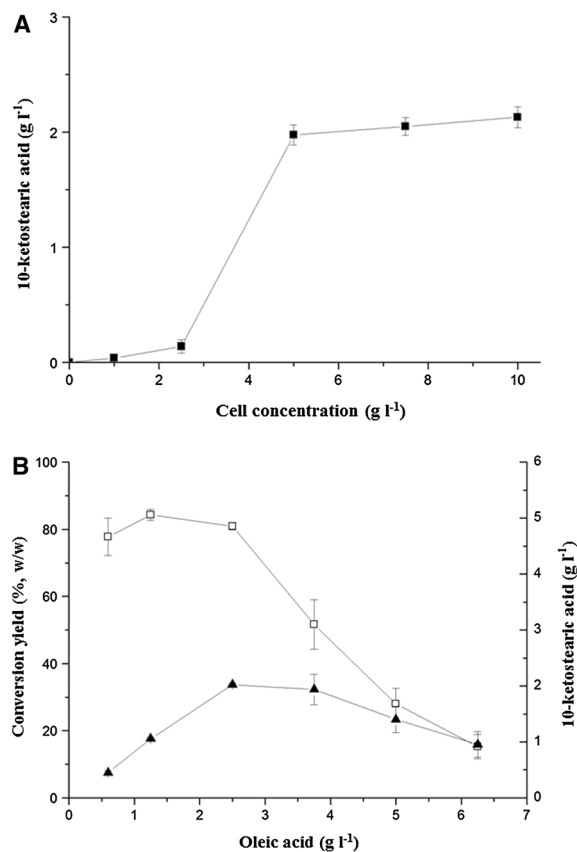 A
3
2
1
0
10-ketostearic acid (g l⁻¹)
0 2 4 6 8 10
Cell concentration (g l⁻¹)
B
100
80
60
40
20
0
Conversion yield (%, w/w)
6
5
4
3
2
1
0
10-ketostearic acid (g l⁻¹)
0 1 2 3 4 5 6 7
Oleic acid (g l⁻¹)